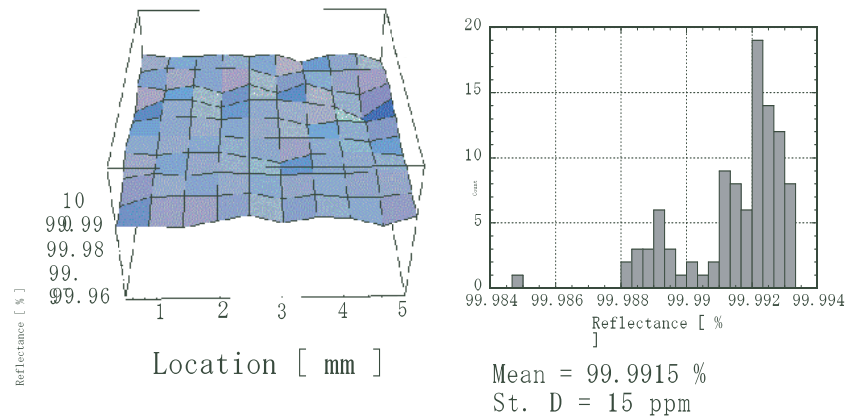 10
99.99
99.98
99.
99.96
1 2 3 4 5
Reflectance [ % ]
Location [ mm ]
20
15
10
5
0
Count
99.984 99.986 99.988 99.99 99.992 99.994
Reflectance [ %
]
Mean = 99.9915 %
St. D = 15 ppm